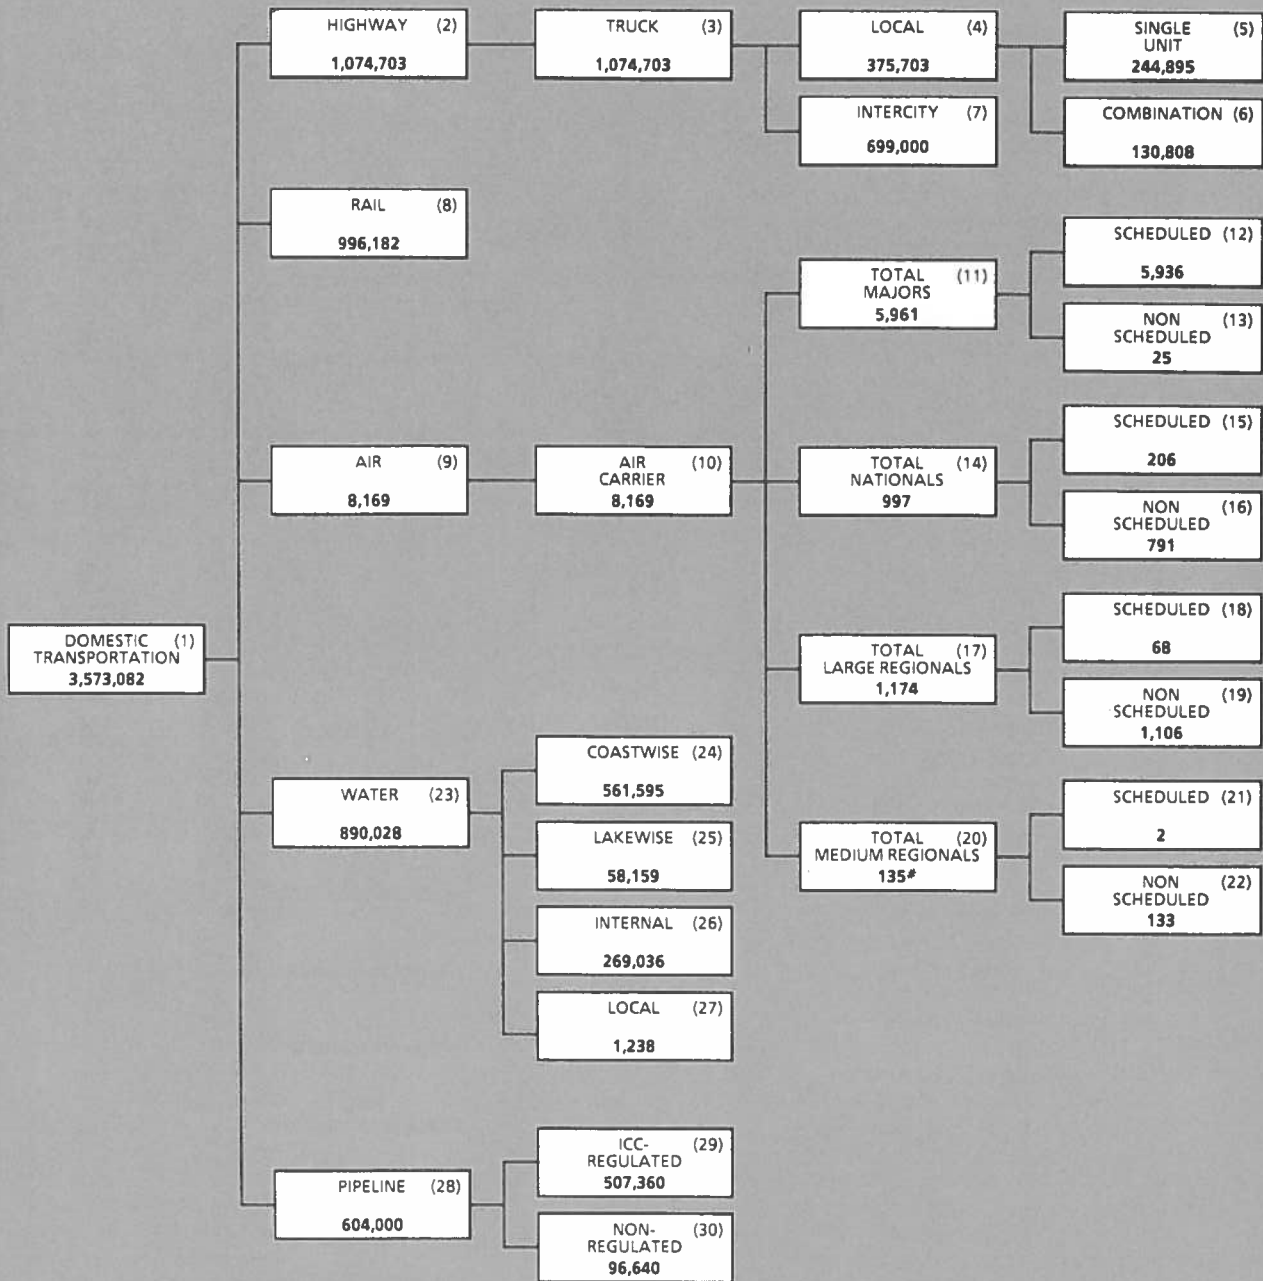 HIGHWAY (2)
1,074,703
TRUCK (3)
1,074,703
LOCAL (4)
375,703
SINGLE (5)
UNIT
244,895
INTERCITY (7)
699,000
COMBINATION (6)
130,808
RAIL (8)
996,182
SCHEDULED (12)
5,936
TOTAL (11)
MAJORS
5,961
NON (13)
SCHEDULED
25
AIR (9)
8,169
AIR (10)
CARRIER
8,169
TOTAL (14)
NATIONALS
997
SCHEDULED (15)
206
NON (16)
SCHEDULED
791
DOMESTIC (1)
TRANSPORTATION
3,573,082
TOTAL (17)
LARGE REGIONALS
1,174
SCHEDULED (18)
68
NON (19)
SCHEDULED
1,106
WATER (23)
890,028
COASTWISE (24)
561,595
LAKEWISE (25)
58,159
INTERNAL (26)
269,036
LOCAL (27)
1,238
TOTAL (20)
MEDIUM REGIONALS
135#
SCHEDULED (21)
2
NON (22)
SCHEDULED
133
PIPELINE (28)
604,000
ICC- (29)
REGULATED
507,360
NON- (30)
REGULATED
96,640